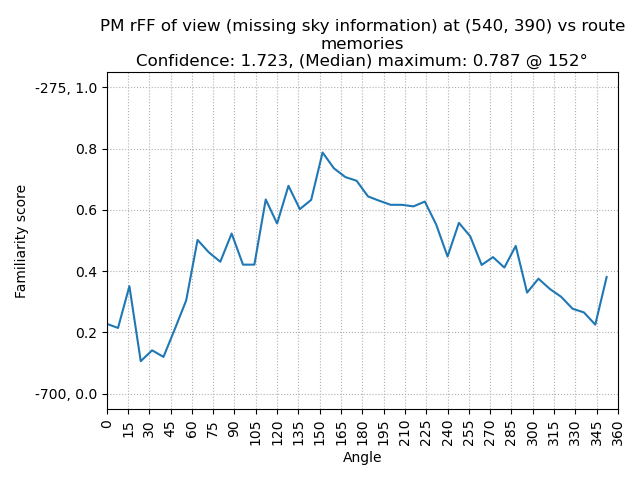 PM rFF of view (missing sky information) at (540, 390) vs route
memories
Confidence: 1.723, (Median) maximum: 0.787 @ 152°
Familiarity score
-275, 1.0
0.8
0.6
0.4
0.2
-700, 0.0
0 15 30 45 60 75 90 105 120 135 150 165 180 195 210 225 240 255 270 285 300 315 330 345 360
Angle